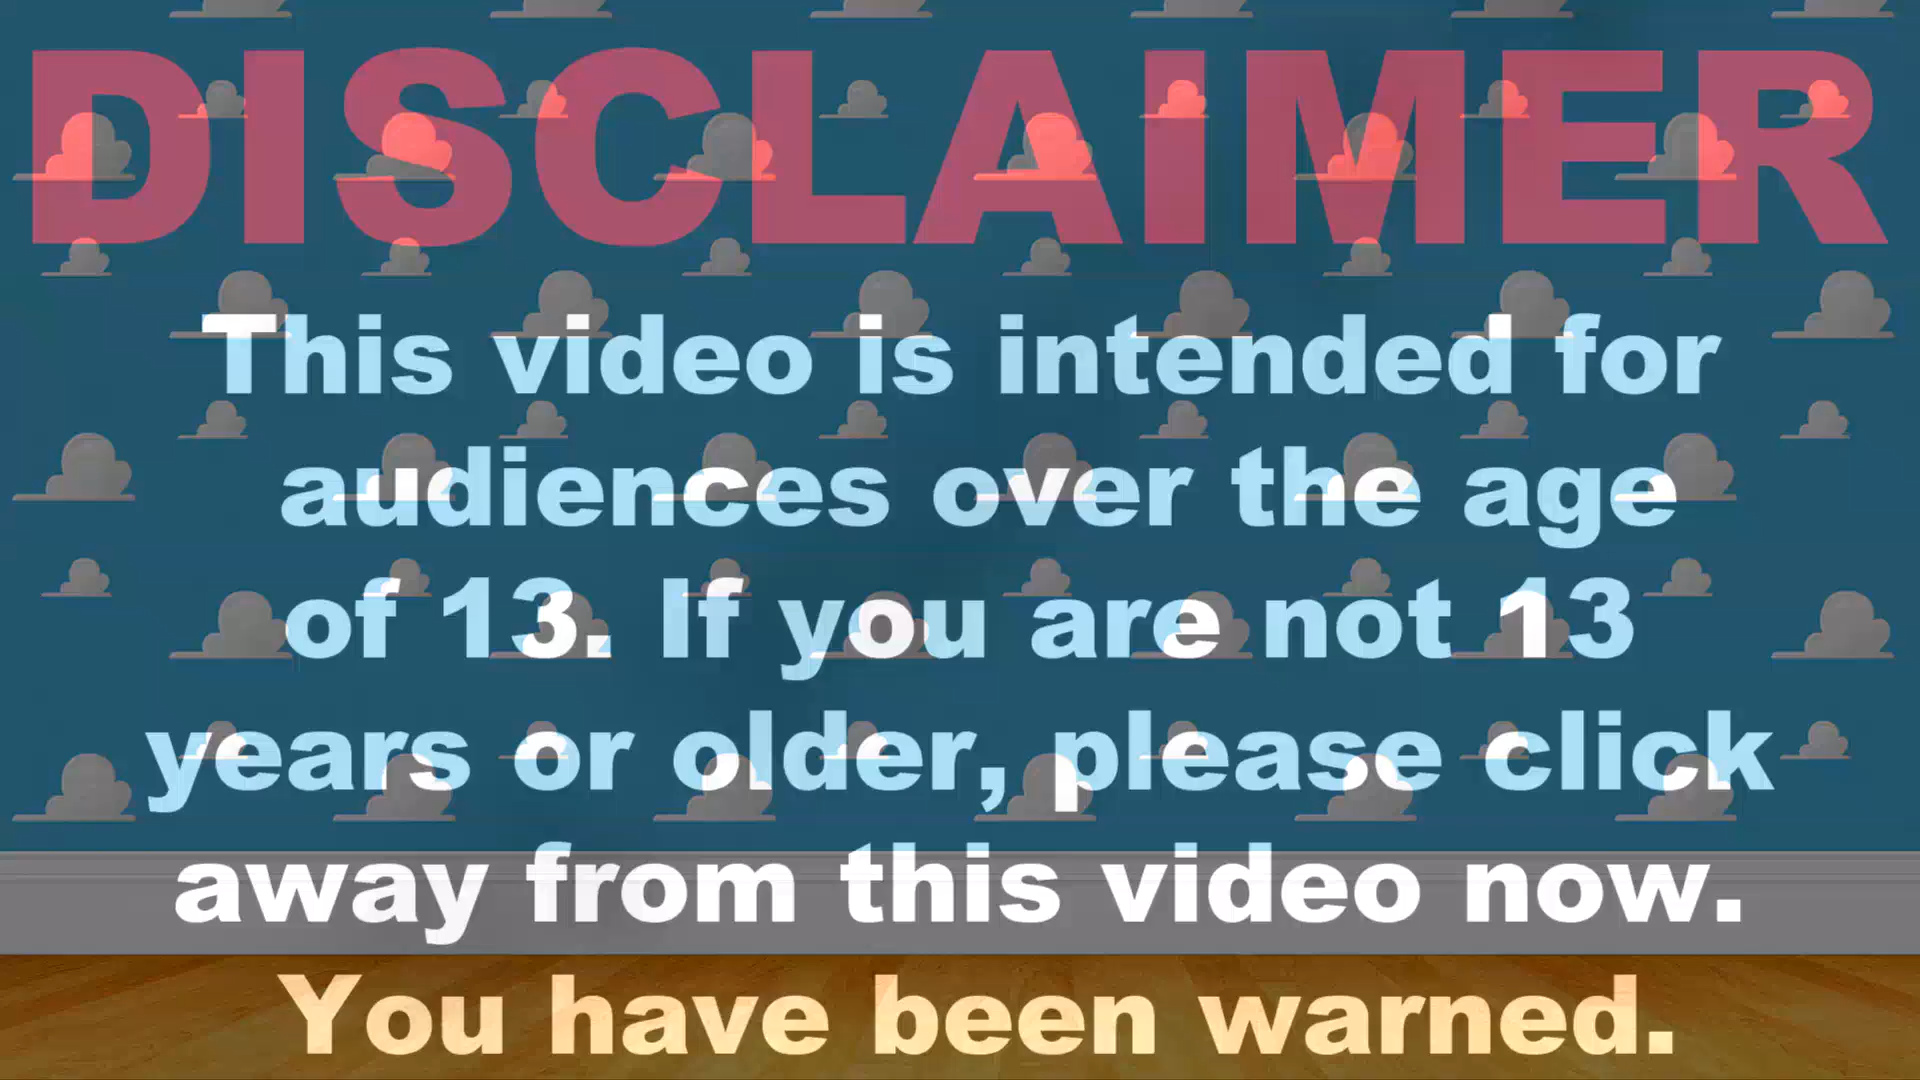 DISCLAIMER
This video is intended for
audiences over the age
of 13. If you are not 13
years or older, please click
away from this video now.
You have been warned.